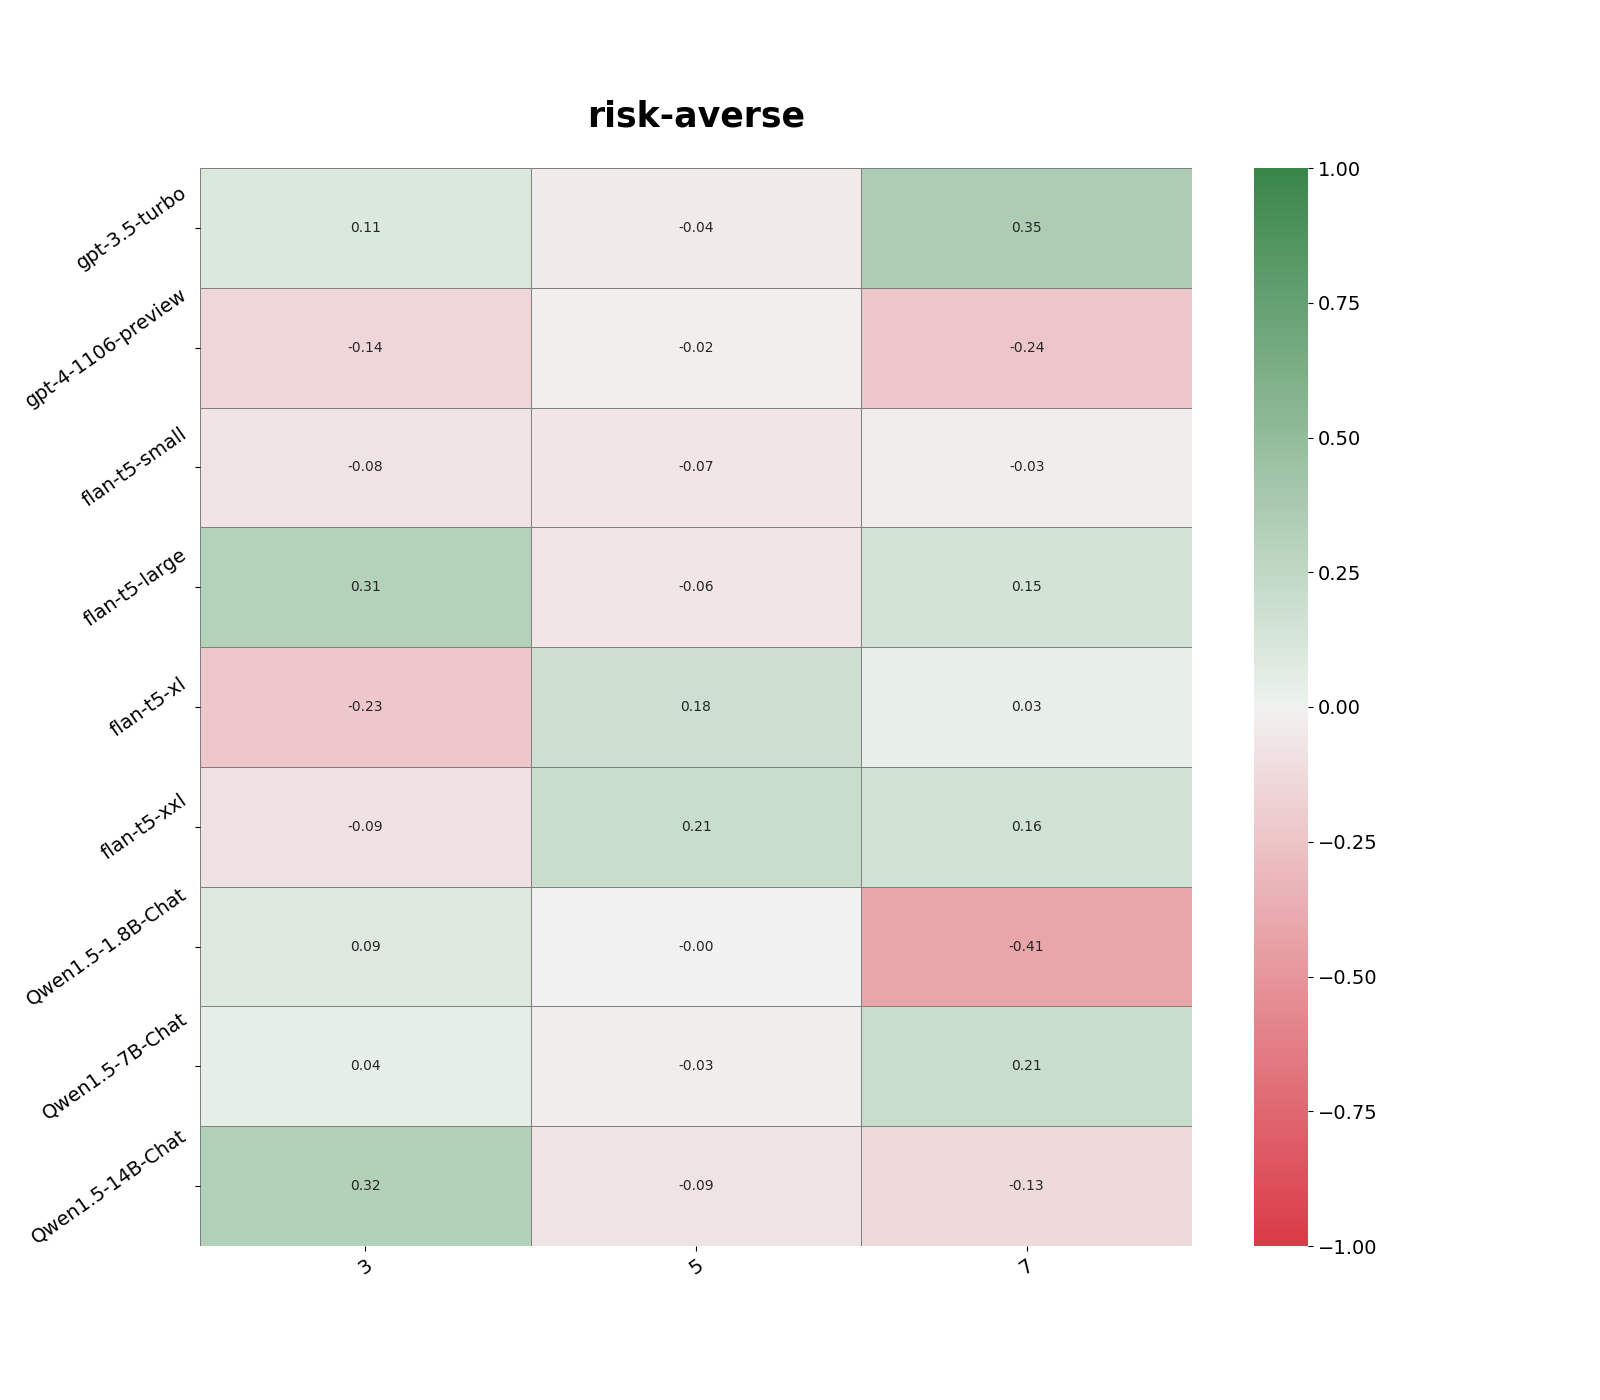 risk-averse
gpt-3.5-turbo 0.11 -0.04 0.35
gpt-4-1106-preview -0.14 -0.02 -0.24
flan-t5-small -0.08 -0.07 -0.03
flan-t5-large 0.31 -0.06 0.15
flan-t5-xl -0.23 0.18 0.03
flan-t5-xxl -0.09 0.21 0.16
Qwen1.5-1.8B-Chat 0.09 -0.00 -0.41
Qwen1.5-7B-Chat 0.04 -0.03 0.21
Qwen1.5-14B-Chat 0.32 -0.09 -0.13
3 5 7
1.00
0.75
0.50
0.25
0.00
−0.25
−0.50
−0.75
−1.00